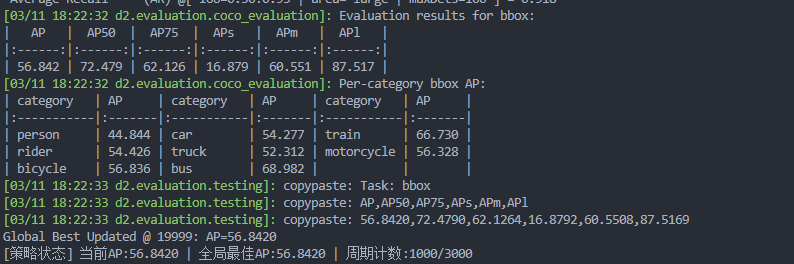 Average Recall     (AR) @[ IoU=0.50:0.95 | area= large | maxDets=100 ] = 0.918
[03/11 18:22:32 d2.evaluation.coco_evaluation]: Evaluation results for bbox:
| AP | AP50 | AP75 | APs | APm | APl |
|:------:|:------:|:------:|:------:|:------:|:------:|
| 56.842 | 72.479 | 62.126 | 16.879 | 60.551 | 87.517 |
[03/11 18:22:32 d2.evaluation.coco_evaluation]: Per-category bbox AP:
| category | AP | category | AP | category | AP |
|:-----------|:-------|:-----------|:-------|:-----------|:-------|
| person | 44.844 | car | 54.277 | train | 66.730 |
| rider | 54.426 | truck | 52.312 | motorcycle | 56.328 |
| bicycle | 56.836 | bus | 68.982 | | |
[03/11 18:22:33 d2.evaluation.testing]: copypaste: Task: bbox
[03/11 18:22:33 d2.evaluation.testing]: copypaste: AP,AP50,AP75,APs,APm,APl
[03/11 18:22:33 d2.evaluation.testing]: copypaste: 56.8420,72.4790,62.1264,16.8792,60.5508,87.5169
Global Best Updated @ 19999: AP=56.8420
[策略状态] 当前AP:56.8420 | 全局最佳AP:56.8420 | 周期计数:1000/3000